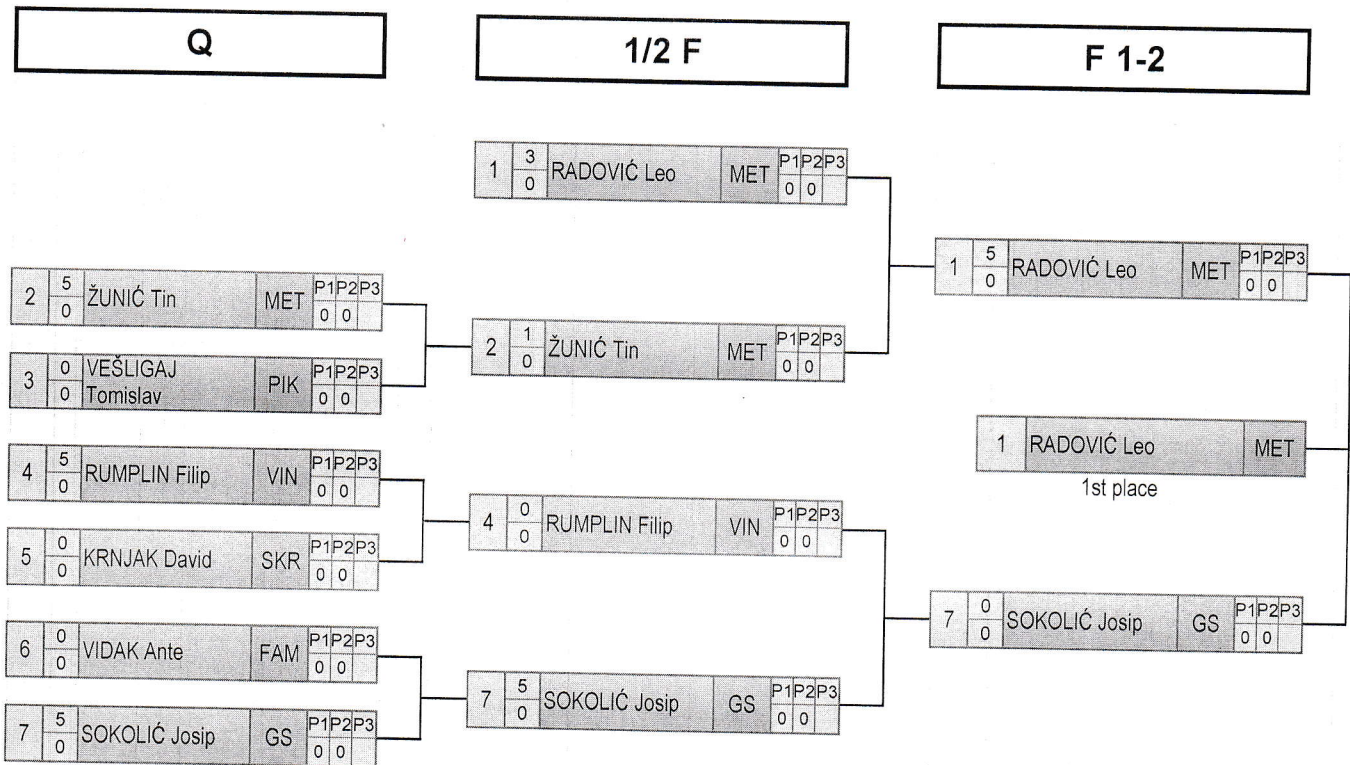 Q
1/2 F
F 1-2
1 3 RADOVIĆ Leo MET P1 P2 P3
0 0 0
1 5 RADOVIĆ Leo MET P1 P2 P3
0 0 0
2 5 ŽUNIĆ Tin MET P1 P2 P3
0 0 0
2 1 ŽUNIĆ Tin MET P1 P2 P3
0 0 0
3 0 VEŠLIGAJ PIK P1 P2 P3
0 Tomislav 0 0
1 RADOVIĆ Leo MET
1st place
4 5 RUMPLIN Filip VIN P1 P2 P3
0 0 0
4 0 RUMPLIN Filip VIN P1 P2 P3
0 0 0
5 0 KRNJAK David SKR P1 P2 P3
0 0 0
7 0 SOKOLIĆ Josip GS P1 P2 P3
0 0 0
6 0 VIDAK Ante FAM P1 P2 P3
0 0 0
7 5 SOKOLIĆ Josip GS P1 P2 P3
0 0 0
7 5 SOKOLIĆ Josip GS P1 P2 P3
0 0 0